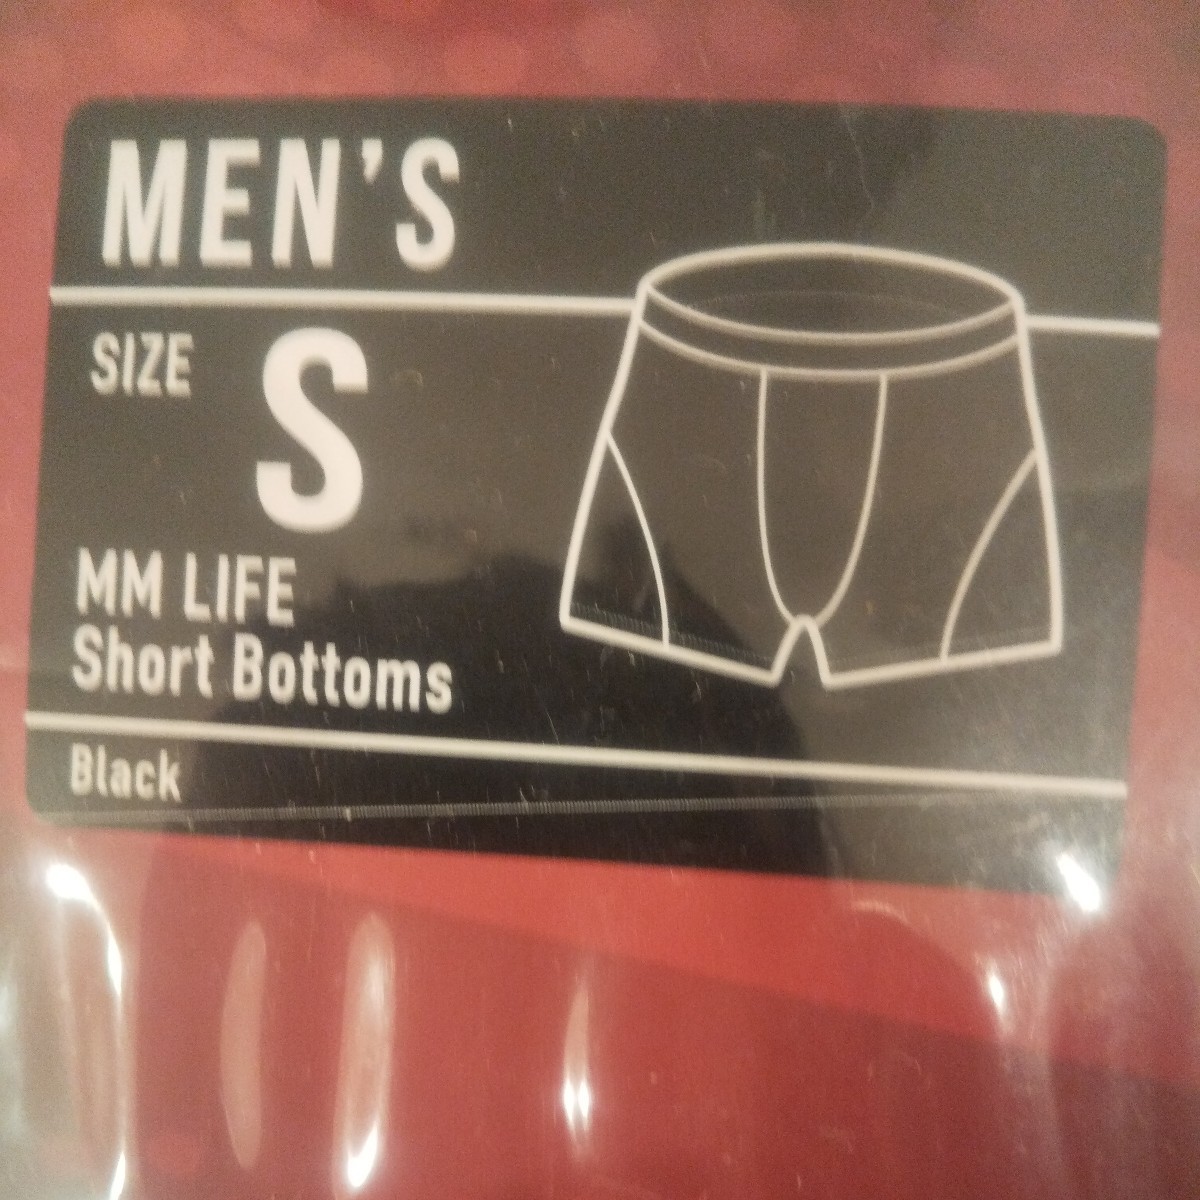 MEN'S
SIZE S
MM LIFE
Short Bottoms
Black